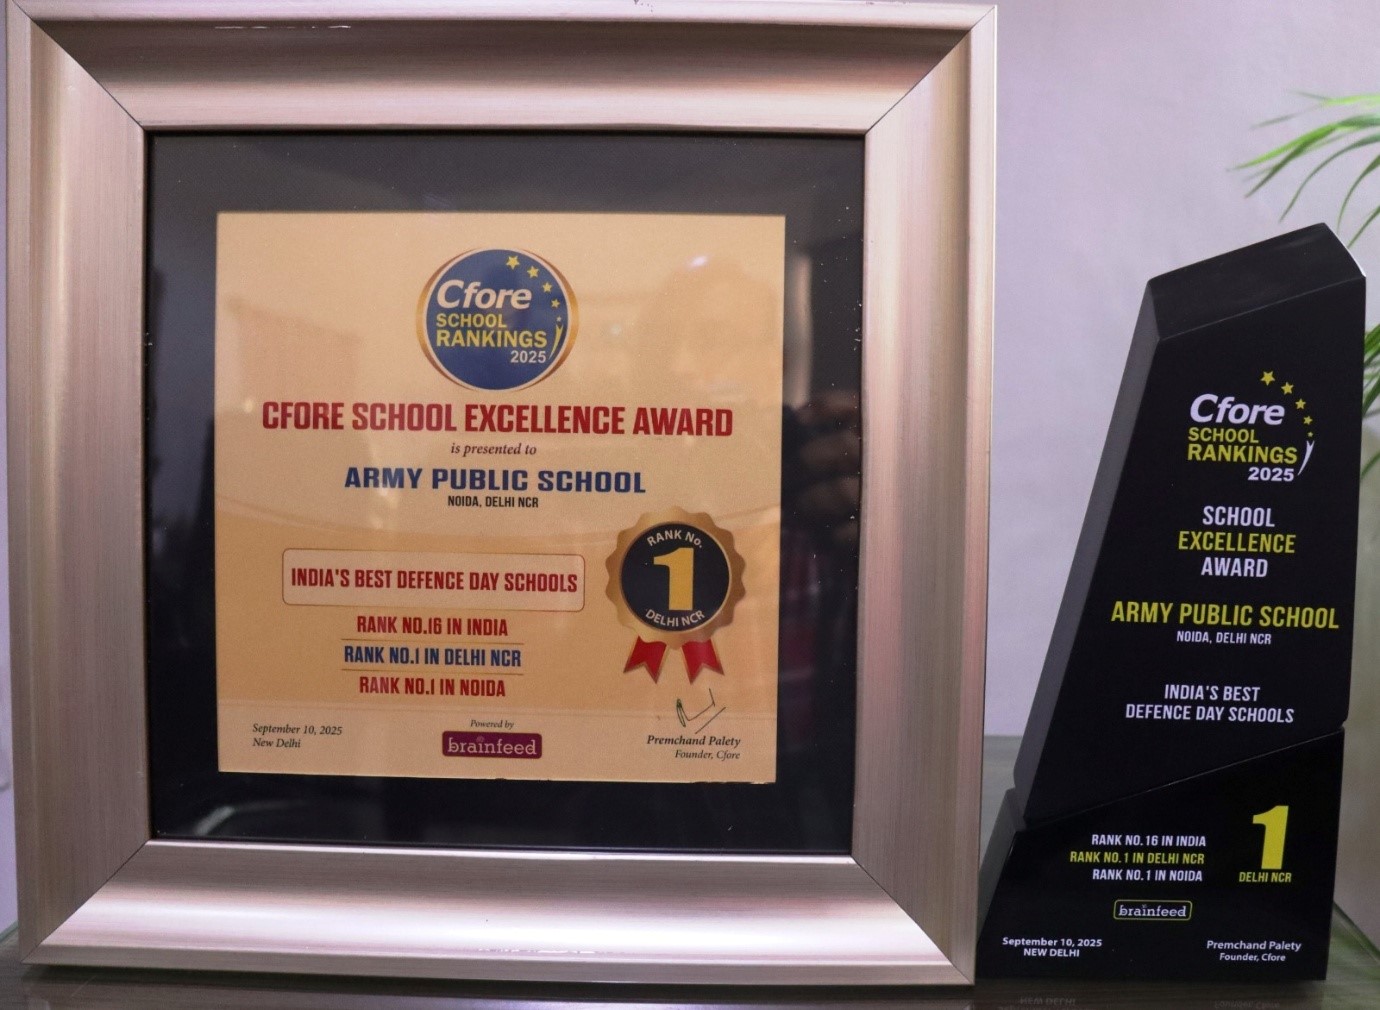 Cfore
SCHOOL
RANKINGS
2025
CFORE SCHOOL EXCELLENCE AWARD
is presented to
ARMY PUBLIC SCHOOL
NOIDA, DELHI NCR
INDIA'S BEST DEFENCE DAY SCHOOLS
RANK NO.16 IN INDIA
RANK NO.1 IN DELHI NCR
RANK NO.1 IN NOIDA
RANK No.
1
DELHI NCR
September 10, 2025
New Delhi
Powered by
brainfeed
Premchand Palety
Founder, Cfore
Cfore
SCHOOL
RANKINGS
2025
SCHOOL
EXCELLENCE
AWARD
ARMY PUBLIC SCHOOL
NOIDA, DELHI NCR
INDIA'S BEST
DEFENCE DAY SCHOOLS
RANK NO.16 IN INDIA
RANK NO.1 IN DELHI NCR
RANK NO.1 IN NOIDA
1
DELHI NCR
brainfeed
September 10, 2025
NEW DELHI
Premchand Palety
Founder, Cfore